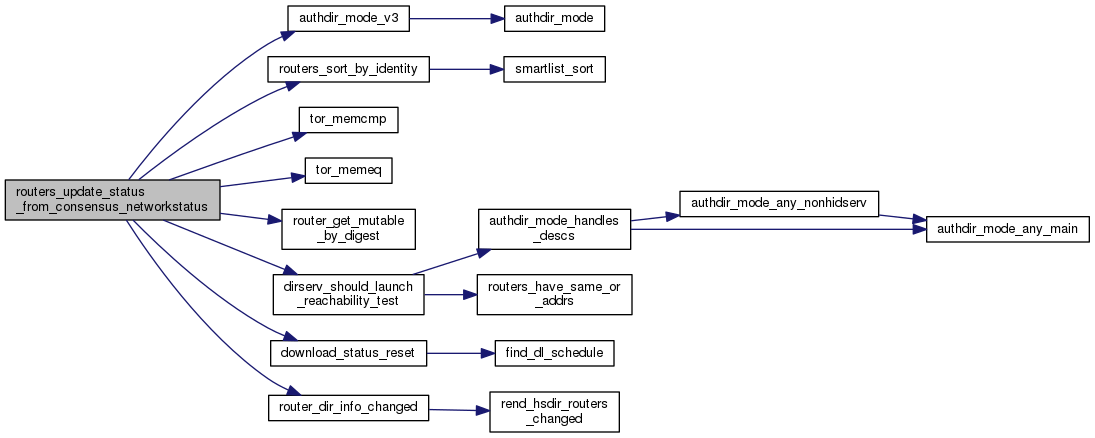 routers_update_status
_from_consensus_networkstatus
authdir_mode_v3
authdir_mode
routers_sort_by_identity
smartlist_sort
tor_memcmp
tor_memeq
router_get_mutable
_by_digest
dirserv_should_launch
_reachability_test
authdir_mode_handles
_descs
authdir_mode_any_nonhidserv
authdir_mode_any_main
routers_have_same_or
_addrs
download_status_reset
find_dl_schedule
router_dir_info_changed
rend_hsdir_routers
_changed